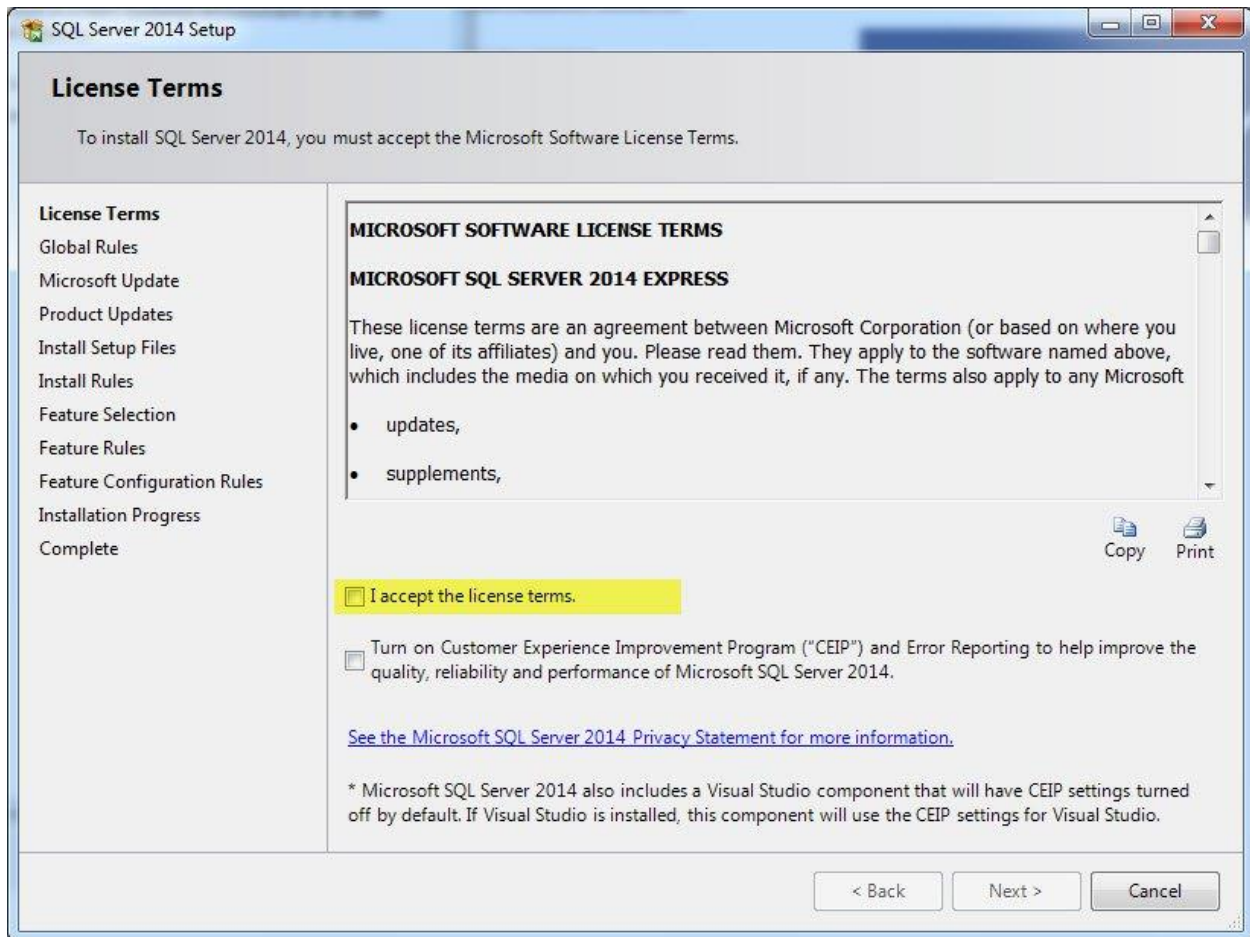 SQL Server 2014 Setup
License Terms
To install SQL Server 2014, you must accept the Microsoft Software License Terms.
License Terms
Global Rules
Microsoft Update
Product Updates
Install Setup Files
Install Rules
Feature Selection
Feature Rules
Feature Configuration Rules
Installation Progress
Complete
MICROSOFT SOFTWARE LICENSE TERMS
MICROSOFT SQL SERVER 2014 EXPRESS
These license terms are an agreement between Microsoft Corporation (or based on where you
live, one of its affiliates) and you. Please read them. They apply to the software named above,
which includes the media on which you received it, if any. The terms also apply to any Microsoft
• updates,
• supplements,
Copy Print
I accept the license terms.
Turn on Customer Experience Improvement Program ("CEIP") and Error Reporting to help improve the
quality, reliability and performance of Microsoft SQL Server 2014.
See the Microsoft SQL Server 2014 Privacy Statement for more information.
* Microsoft SQL Server 2014 also includes a Visual Studio component that will have CEIP settings turned
off by default. If Visual Studio is installed, this component will use the CEIP settings for Visual Studio.
< Back Next > Cancel